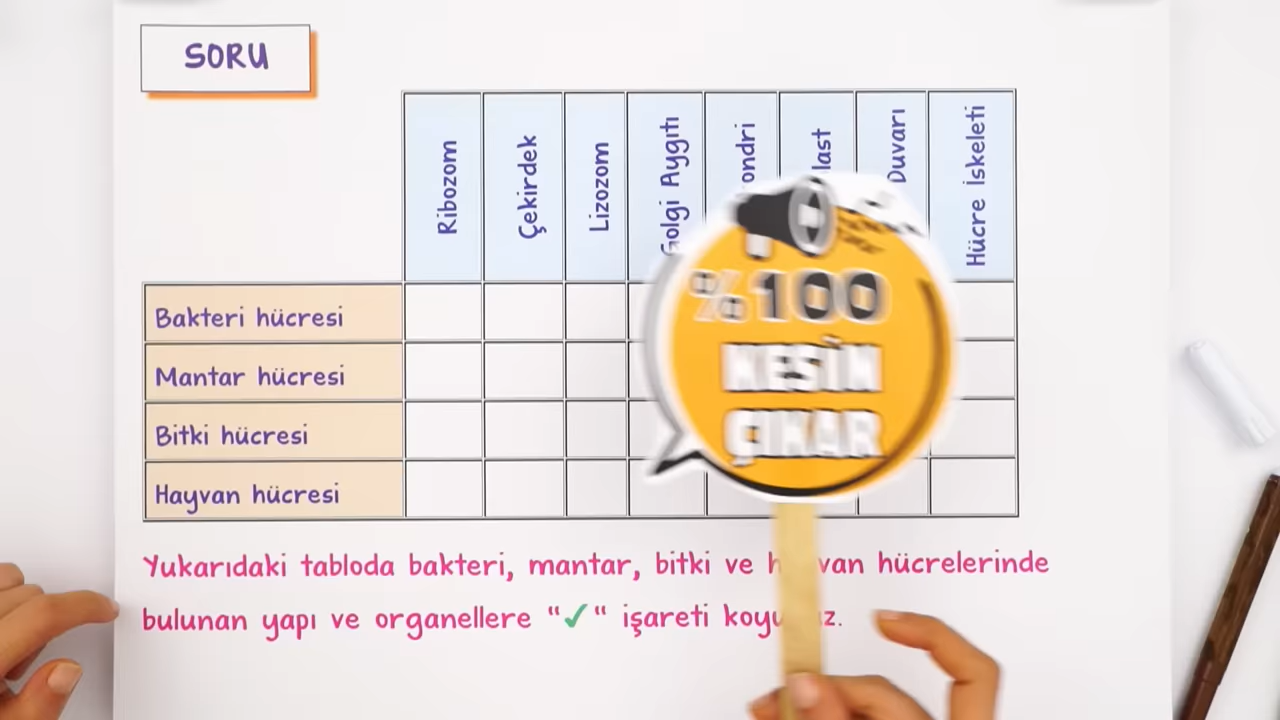 SORU
Ribozom
Çekirdek
Lizozom
Golgi Aygıtı
ondri
last
Duvarı
Hücre İskeleti
Bakteri hücresi
Mantar hücresi
Bitki hücresi
Hayvan hücresi
%100
KESİN
ÇIKAR
Yukarıdaki tabloda bakteri, mantar, bitki ve h van hücrelerinde
bulunan yapı ve organellere "✓" işareti koyu z.